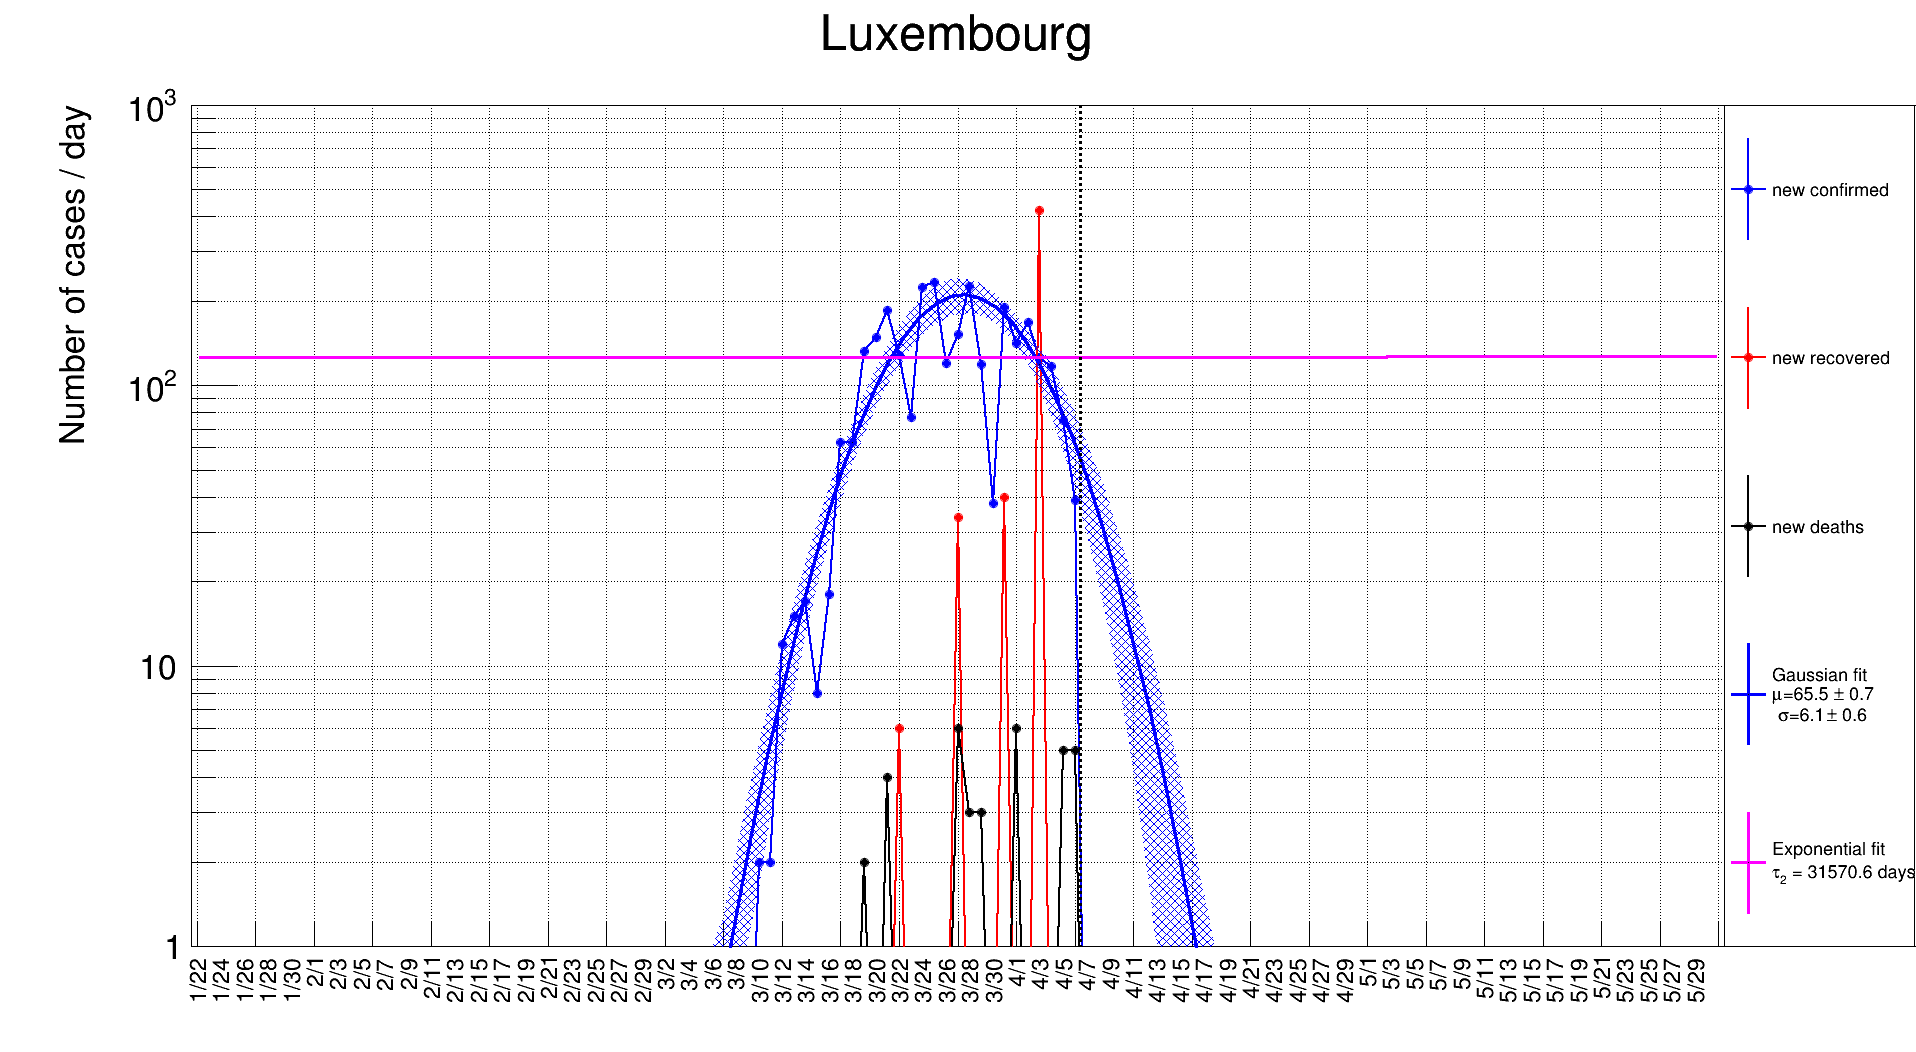 Luxembourg
Number of cases / day
10³
10²
10
1
1/22 1/24 1/26 1/28 1/30 2/1 2/3 2/5 2/7 2/9 2/11 2/13 2/15 2/17 2/19 2/21 2/23 2/25 2/27 2/29 3/2 3/4 3/6 3/8 3/10 3/12 3/14 3/16 3/18 3/20 3/22 3/24 3/26 3/28 3/30 4/1 4/3 4/5 4/7 4/9 4/11 4/13 4/15 4/17 4/19 4/21 4/23 4/25 4/27 4/29 5/1 5/3 5/5 5/7 5/9 5/11 5/13 5/15 5/17 5/19 5/21 5/23 5/25 5/27 5/29
new confirmed
new recovered
new deaths
Gaussian fit
μ=65.5 ± 0.7
σ=6.1 ± 0.6
Exponential fit
τ₂ = 31570.6 days